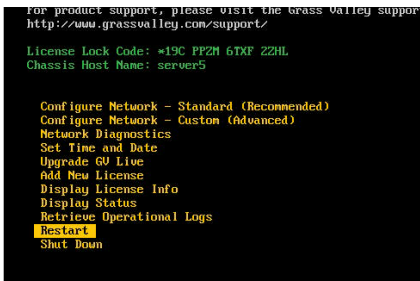 For product support, please visit the Grass Valley suppor
http://www.grassvalley.com/support/
License Lock Code: *19C PPZM 6TXF ZZHL
Chassis Host Name: server5
Configure Network - Standard (Recommended)
Configure Network - Custom (Advanced)
Network Diagnostics
Set Time and Date
Upgrade GV Live
Add New License
Display License Info
Display Status
Retrieve Operational Logs
Restart
Shut Down